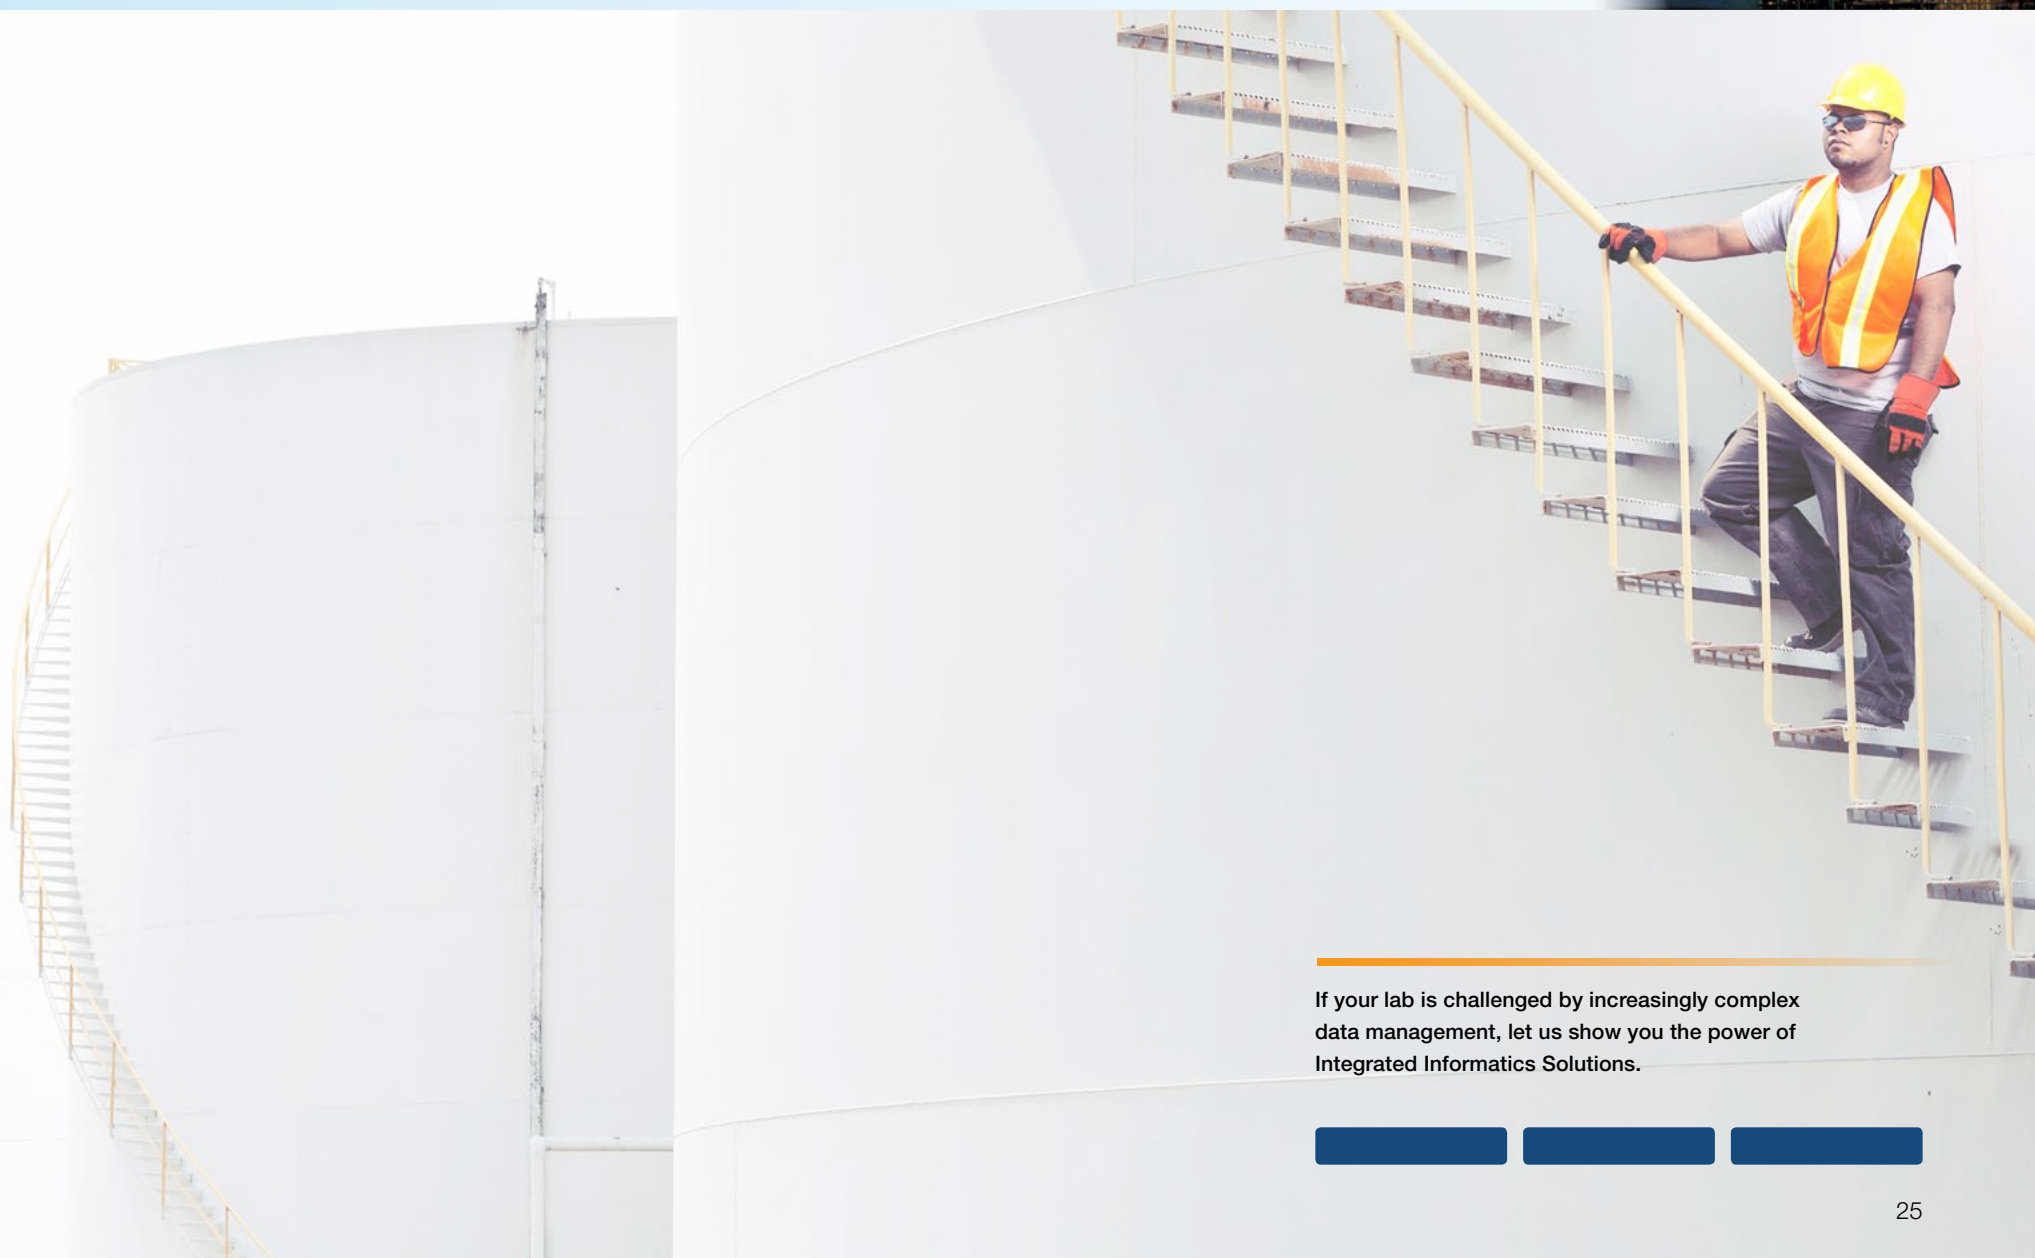 If your lab is challenged by increasingly complex
data management, let us show you the power of
Integrated Informatics Solutions.
25